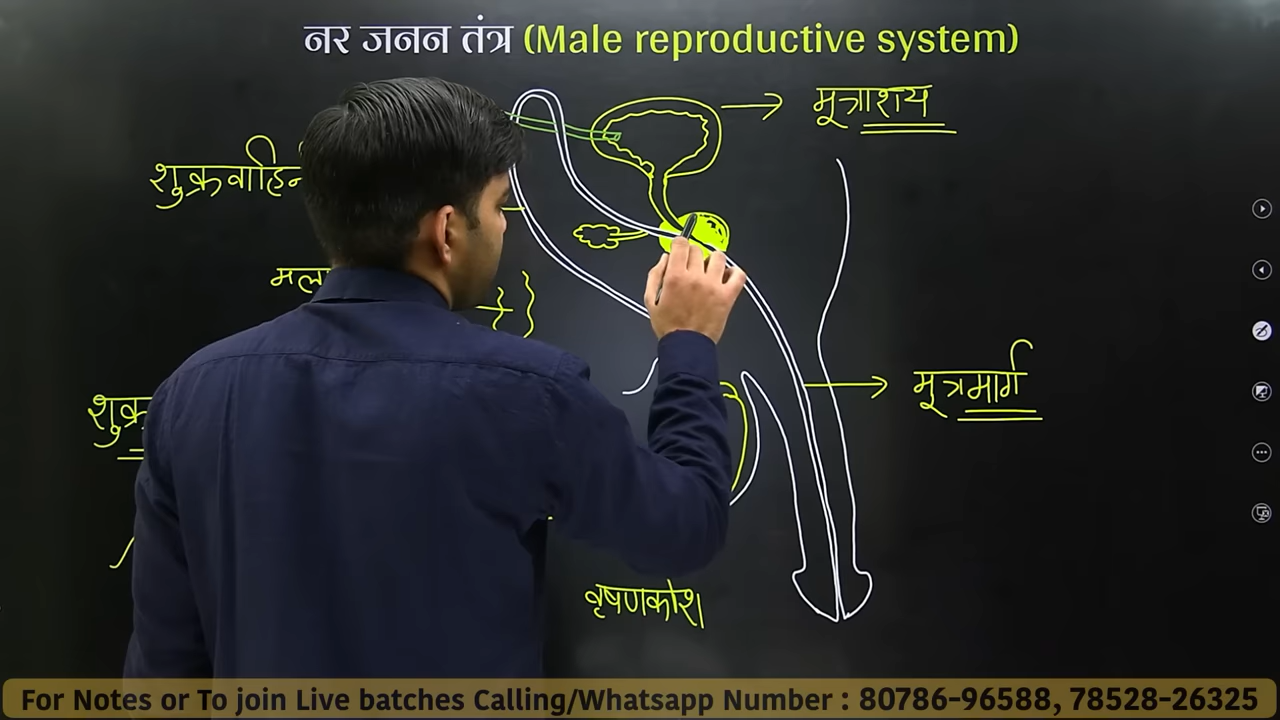 नर जनन तंत्र (Male reproductive system)
मूत्राशय
मूत्रमार्ग
वृषणकोश
For Notes or To join Live batches Calling/Whatsapp Number : 80786-96588, 78528-26325